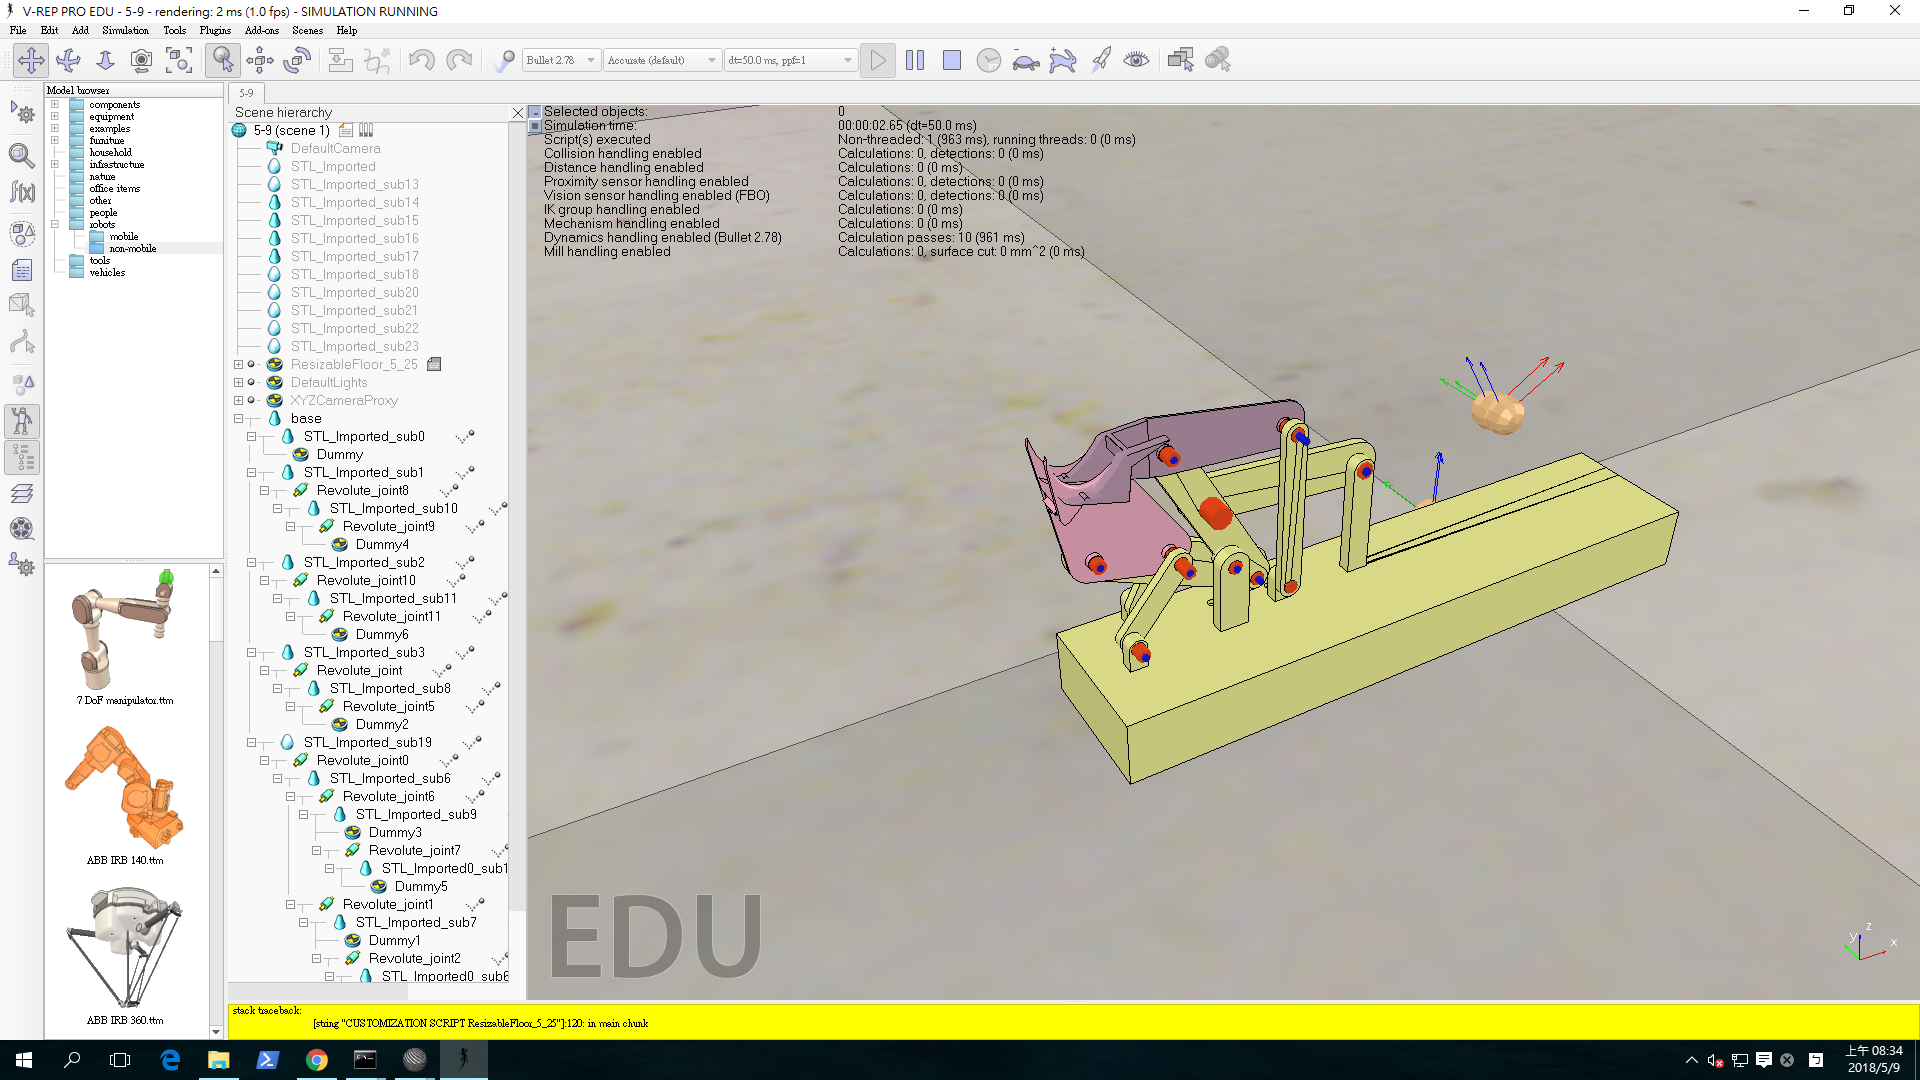 V-REP PRO EDU - 5-9 - rendering: 2 ms (1.0 fps) - SIMULATION RUNNING
File Edit Add Simulation Tools Plugins Add-ons Scenes Help
Bullet 2.78 Accurate (default) dt=50.0 ms, ppf=1
Model browser
components
equipment
examples
furniture
household
infrastructure
nature
office items
other
people
robots
mobile
non-mobile
tools
vehicles
7 DoF manipulator.ttm
ABB IRB 140.ttm
ABB IRB 360.ttm
5-9
Scene hierarchy
5-9 (scene 1)
DefaultCamera
STL_Imported
STL_Imported_sub13
STL_Imported_sub14
STL_Imported_sub15
STL_Imported_sub16
STL_Imported_sub17
STL_Imported_sub18
STL_Imported_sub20
STL_Imported_sub21
STL_Imported_sub22
STL_Imported_sub23
ResizableFloor_5_25
DefaultLights
XYZCameraProxy
base
STL_Imported_sub0
Dummy
STL_Imported_sub1
Revolute_joint8
STL_Imported_sub10
Revolute_joint9
Dummy4
STL_Imported_sub2
Revolute_joint10
STL_Imported_sub11
Revolute_joint11
Dummy6
STL_Imported_sub3
Revolute_joint
STL_Imported_sub8
Revolute_joint5
Dummy2
STL_Imported_sub19
Revolute_joint0
STL_Imported_sub6
Revolute_joint6
STL_Imported_sub9
Dummy3
Revolute_joint7
STL_Imported0_sub1
Dummy5
Revolute_joint1
STL_Imported_sub7
Dummy1
Revolute_joint2
STL_Imported0_sub6
Selected objects: 0
Simulation time: 00:00:02.65 (dt=50.0 ms)
Script(s) executed Non-threaded: 1 (963 ms), running threads: 0 (0 ms)
Collision handling enabled Calculations: 0, detections: 0 (0 ms)
Distance handling enabled Calculations: 0 (0 ms)
Proximity sensor handling enabled Calculations: 0, detections: 0 (0 ms)
Vision sensor handling enabled (FBO) Calculations: 0, detections: 0 (0 ms)
IK group handling enabled Calculations: 0 (0 ms)
Mechanism handling enabled Calculations: 0 (0 ms)
Dynamics handling enabled (Bullet 2.78) Calculation passes: 10 (961 ms)
Mill handling enabled Calculations: 0, surface cut: 0 mm^2 (0 ms)
EDU
z
y
x
stack traceback:
[string "CUSTOMIZATION SCRIPT ResizableFloor_5_25"]:120: in main chunk
上午 08:34
2018/5/9